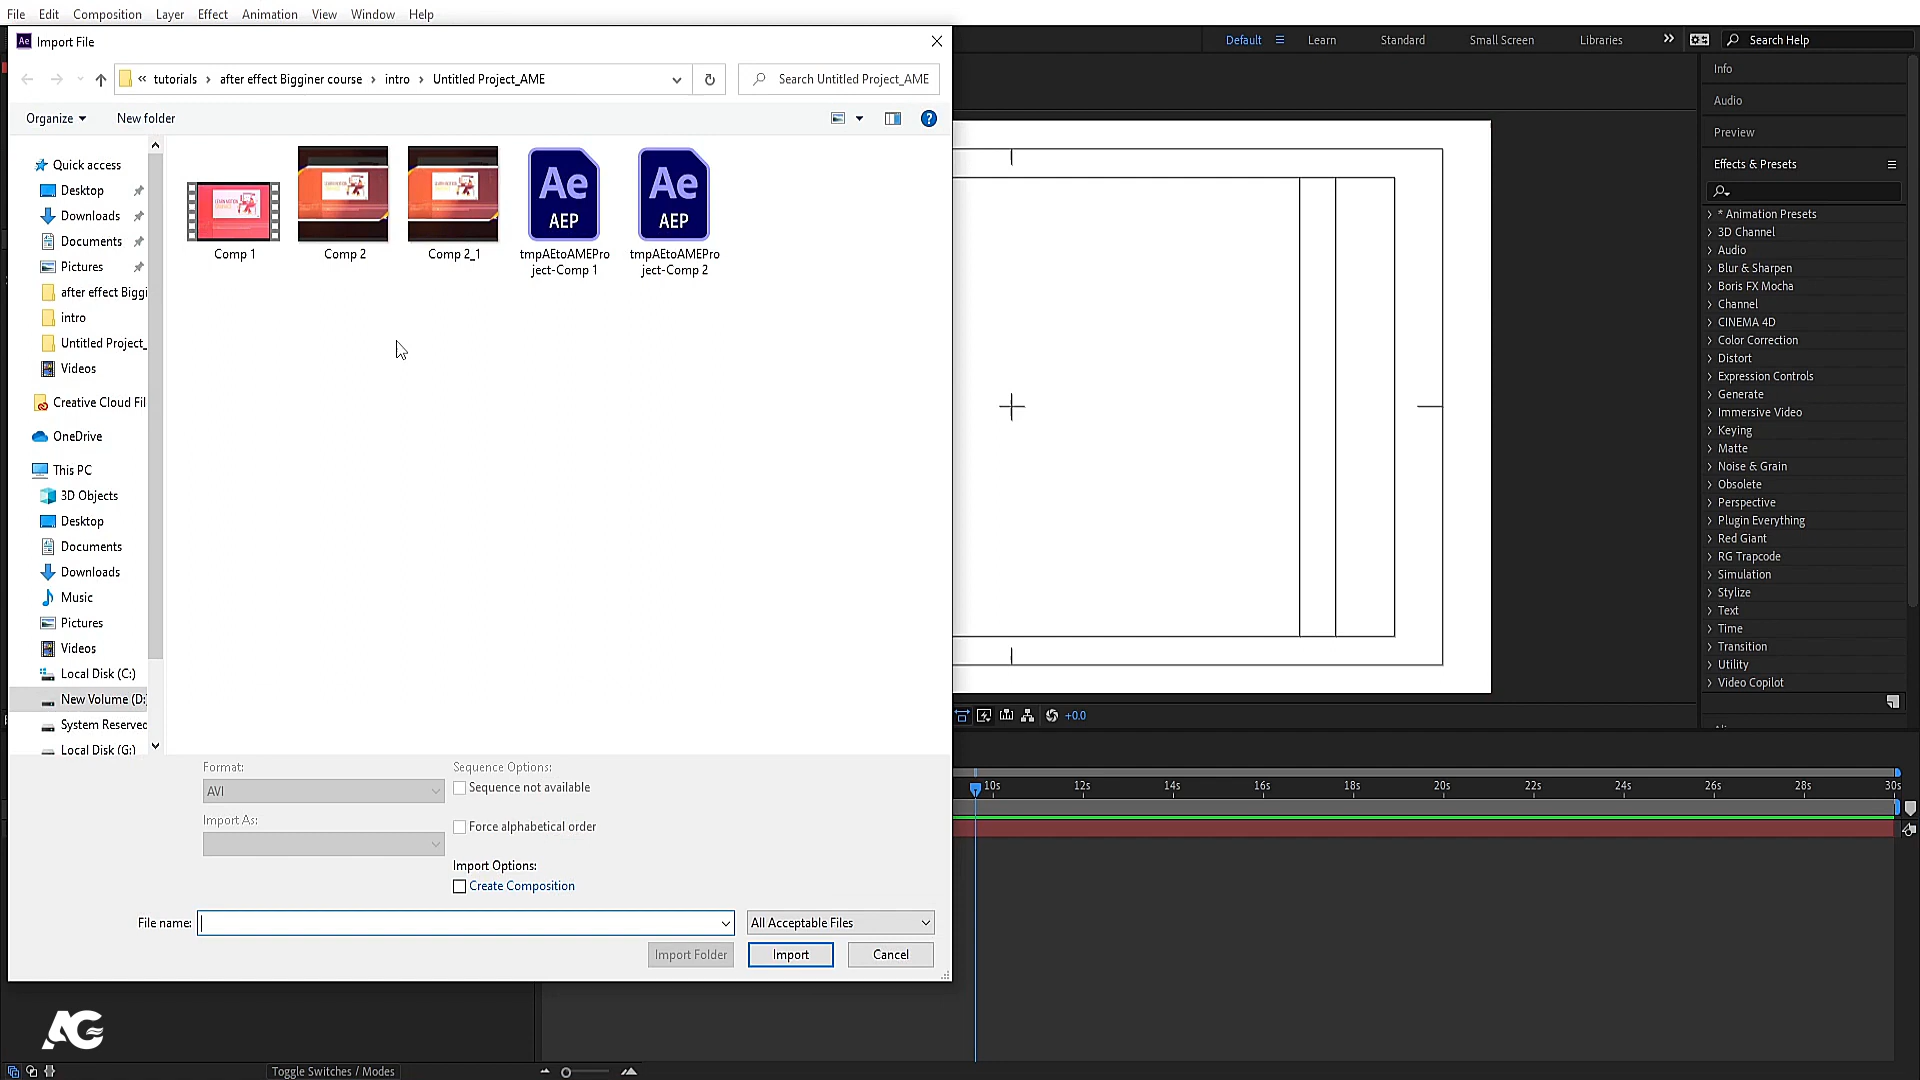 File Edit Composition Layer Effect Animation View Window Help
Ae Import File
Default Learn Standard Small Screen Libraries » Search Help
« tutorials › after effect Bigginer course › intro › Untitled Project_AME
Search Untitled Project_AME
Organize New folder
Quick access
Desktop
Downloads
Documents
Pictures
after effect Biggi
intro
Untitled Project_
Videos
Creative Cloud Fil
OneDrive
This PC
3D Objects
Desktop
Documents
Downloads
Music
Pictures
Videos
Local Disk (C:)
New Volume (D:
System Reserved
Local Disk (G:)
Comp 1
Comp 2
Comp 2_1
Ae
AEP
tmpAEtoAMEPro
ject-Comp 1
Ae
AEP
tmpAEtoAMEPro
ject-Comp 2
Format:
AVI
Import As:
Sequence Options:
Sequence not available
Force alphabetical order
Import Options:
Create Composition
File name:
All Acceptable Files
Import Folder Import Cancel
Info
Audio
Preview
Effects & Presets
* Animation Presets
3D Channel
Audio
Blur & Sharpen
Boris FX Mocha
Channel
CINEMA 4D
Color Correction
Distort
Expression Controls
Generate
Immersive Video
Keying
Matte
Noise & Grain
Obsolete
Perspective
Plugin Everything
Red Giant
RG Trapcode
Simulation
Stylize
Text
Time
Transition
Utility
Video Copilot
+0.0
10s 12s 14s 16s 18s 20s 22s 24s 26s 28s 30s
AG
Toggle Switches / Modes